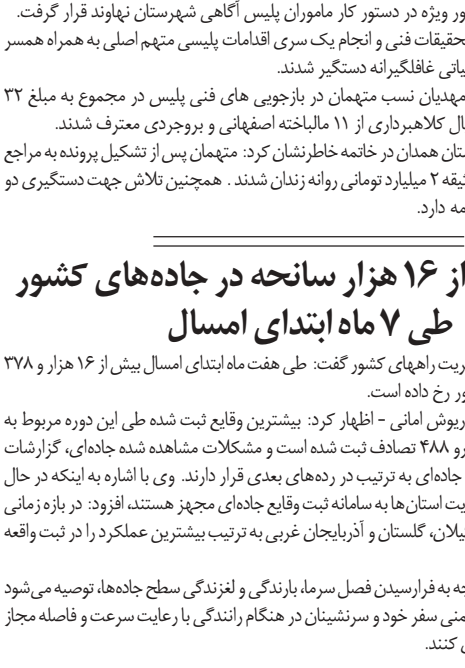 ور ویژه در دستور کار ماموران پلیس آگاهی شهرستان نهاوند قرار گرفت.
حقیقات فنی و انجام یک سری اقدامات پلیسی متهم اصلی به همراه همسر
یاتی غافلگیرانه دستگیر شدند.
مهدیان نسب متهمان در بازجویی های فنی پلیس در مجموع به مبلغ ۳۲
ال کلاهبرداری از ۱۱ مالباخته اصفهانی و بروجردی معترف شدند.
ستان همدان در خاتمه خاطرنشان کرد: متهمان پس از تشکیل پرونده به مراجع
ثیقه ۲ میلیارد تومانی روانه زندان شدند . همچنین تلاش جهت دستگیری دو
مه دارد.
از ۱۶ هزار سانحه در جاده‌های کشور
طی ۷ ماه ابتدای امسال
ریت راههای کشور گفت: طی هفت ماه ابتدای امسال بیش از ۱۶ هزار و ۳۷۸
ور رخ داده است.
ریوش امانی - اظهار کرد: بیشترین وقایع ثبت شده طی این دوره مربوط به
رو ۴۸۸ تصادف ثبت شده است و مشکلات مشاهده شده جاده‌ای، گزارشات
جاده‌ای به ترتیب در رده‌های بعدی قرار دارند. وی با اشاره به اینکه در حال
یت استان‌ها به سامانه ثبت وقایع جاده‌ای مجهز هستند، افزود: در بازه زمانی
یلان، گلستان و آذربایجان غربی به ترتیب بیشترین عملکرد را در ثبت واقعه
جه به فرارسیدن فصل سرما، بارندگی و لغزندگی سطح جاده‌ها، توصیه می‌شود
منی سفر خود و سرنشینان در هنگام رانندگی با رعایت سرعت و فاصله مجاز
ی کنند.